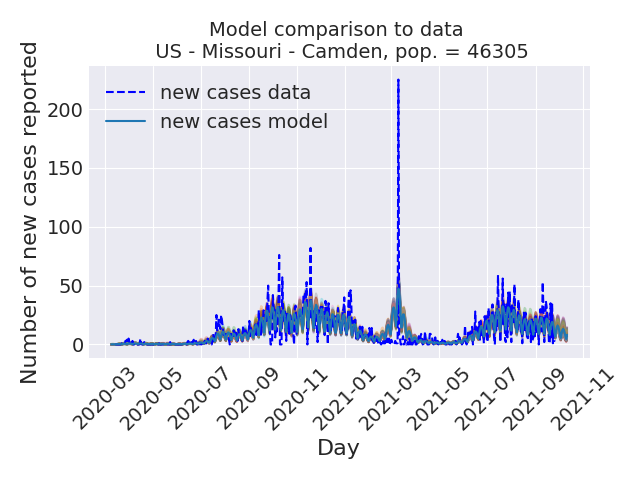 Model comparison to data
US - Missouri - Camden, pop. = 46305
Number of new cases reported
new cases data
new cases model
200
150
100
50
0
2020-03
2020-05
2020-07
2020-09
2020-11
2021-01
2021-03
2021-05
2021-07
2021-09
2021-11
Day